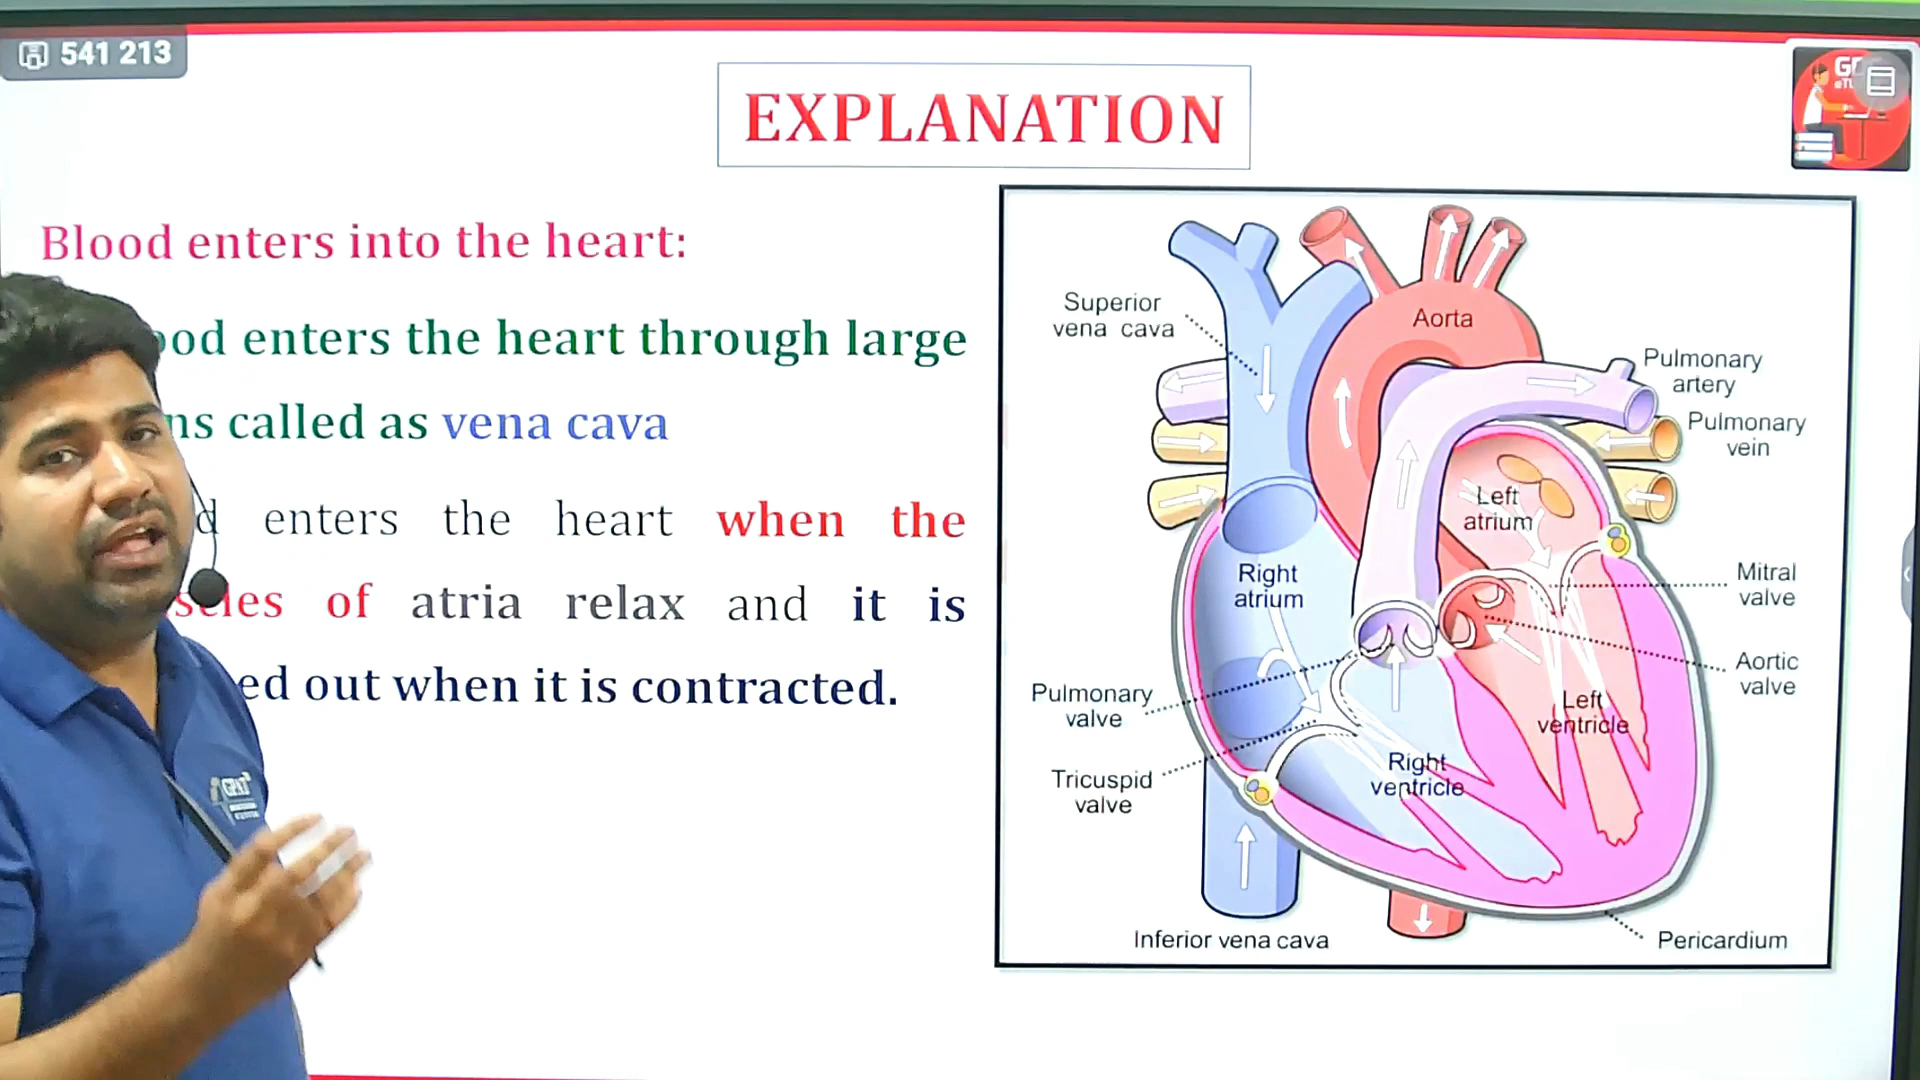 541 213
EXPLANATION
Blood enters into the heart:
enters the heart through large
called as vena cava
enters the heart when the
of atria relax and it is
out when it is contracted.
Superior
vena cava
Aorta
Pulmonary
artery
Pulmonary
vein
Left
atrium
Right
atrium
Mitral
valve
Aortic
valve
Pulmonary
valve
Left
ventricle
Right
ventricle
Tricuspid
valve
Inferior vena cava
Pericardium